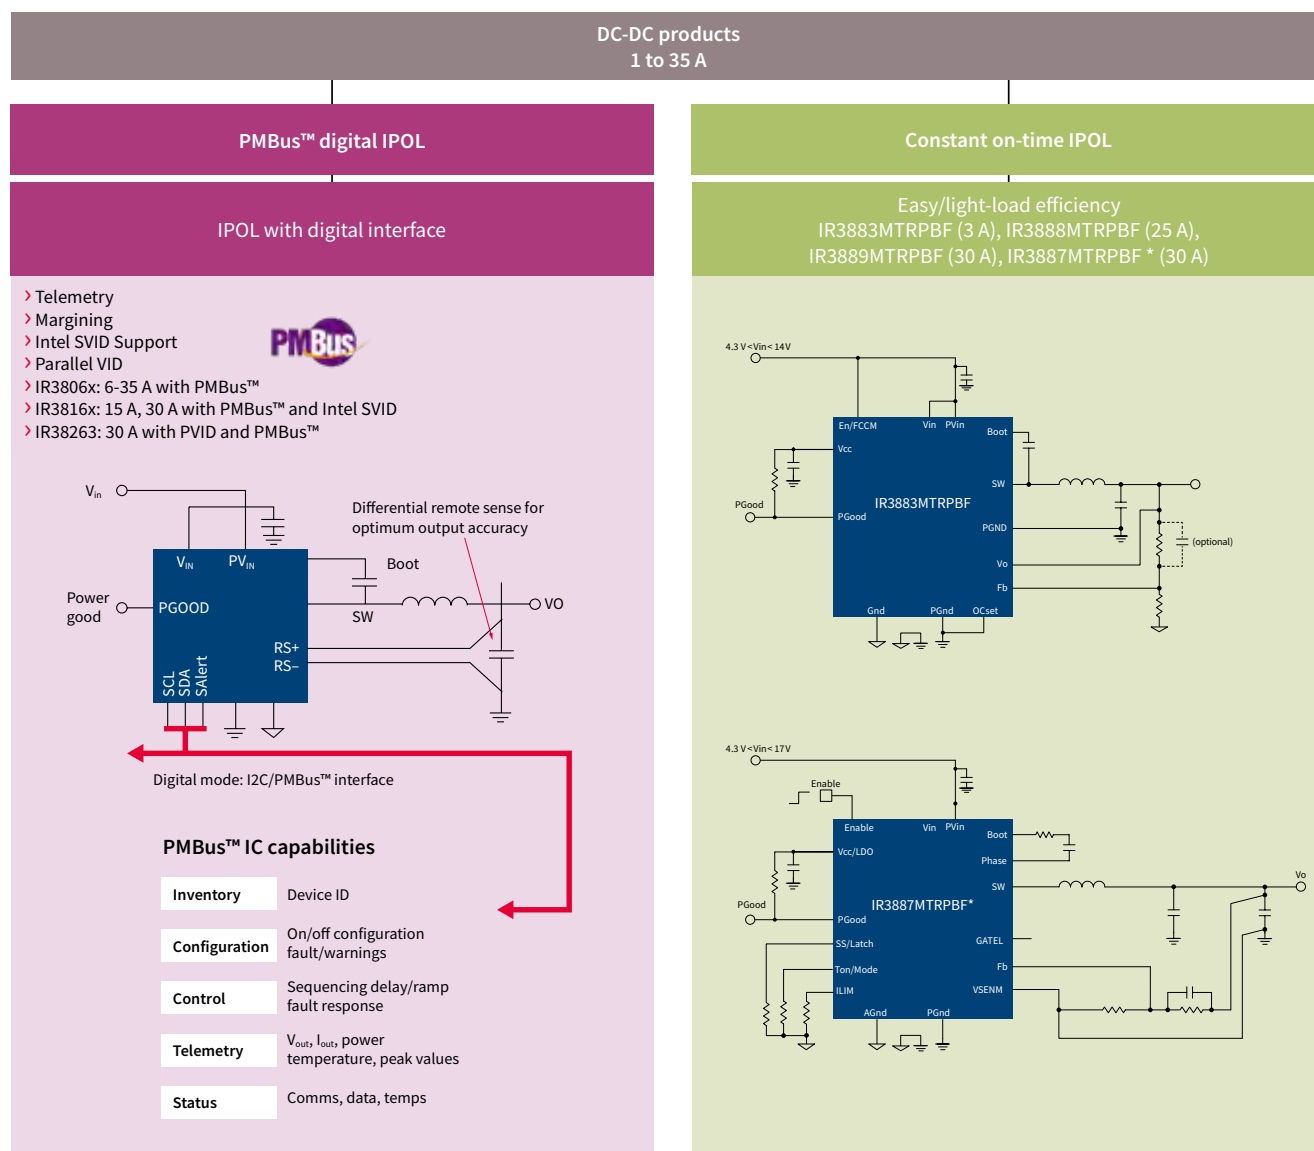 DC-DC products
1 to 35 A
PMBus™ digital IPOL
IPOL with digital interface
› Telemetry
› Margining
› Intel SVID Support
› Parallel VID
› IR3806x: 6-35 A with PMBus™
› IR3816x: 15 A, 30 A with PMBus™ and Intel SVID
› IR38263: 30 A with PVID and PMBus™
PMBus
Vin
Differential remote sense for
optimum output accuracy
VIN
PVIN
Boot
Power
good
PGOOD
SW
VO
RS+
RS–
SCL
SDA
SAlert
Digital mode: I2C/PMBus™ interface
PMBus™ IC capabilities
Inventory Device ID
Configuration On/off configuration
fault/warnings
Control Sequencing delay/ramp
fault response
Telemetry Vout, Iout, power
temperature, peak values
Status Comms, data, temps
Constant on-time IPOL
Easy/light-load efficiency
IR3883MTRPBF (3 A), IR3888MTRPBF (25 A),
IR3889MTRPBF (30 A), IR3887MTRPBF * (30 A)
4.3 V <Vin< 14V
En/FCCM
Vin
PVin
Boot
Vcc
SW
PGood
PGood
IR3883MTRPBF
PGND
(optional)
Vo
Fb
Gnd
PGnd
OCset
4.3 V <Vin< 17V
Enable
Enable
Vin
PVin
Boot
Vcc/LDO
Phase
SW
Vo
PGood
PGood
IR3887MTRPBF*
SS/Latch
GATEL
Ton/Mode
Fb
ILIM
VSENM
AGnd
PGnd